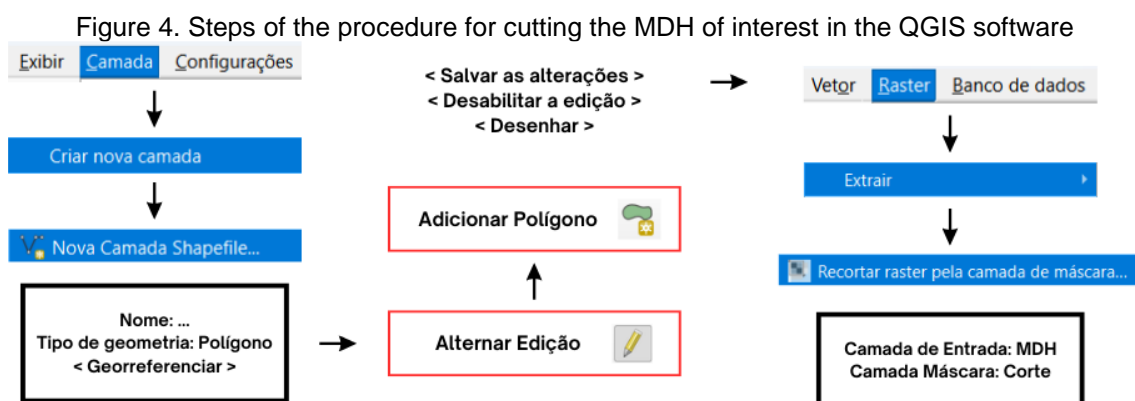 Figure 4. Steps of the procedure for cutting the MDH of interest in the QGIS software
Exibir Camada Configurações
Criar nova camada
Nova Camada Shapefile...
Nome: ...
Tipo de geometria: Polígono
< Georreferenciar >
Alternar Edição
Adicionar Polígono
< Salvar as alterações >
< Desabilitar a edição >
< Desenhar >
Vetor Raster Banco de dados
Extrair
Recortar raster pela camada de máscara...
Camada de Entrada: MDH
Camada Máscara: Corte